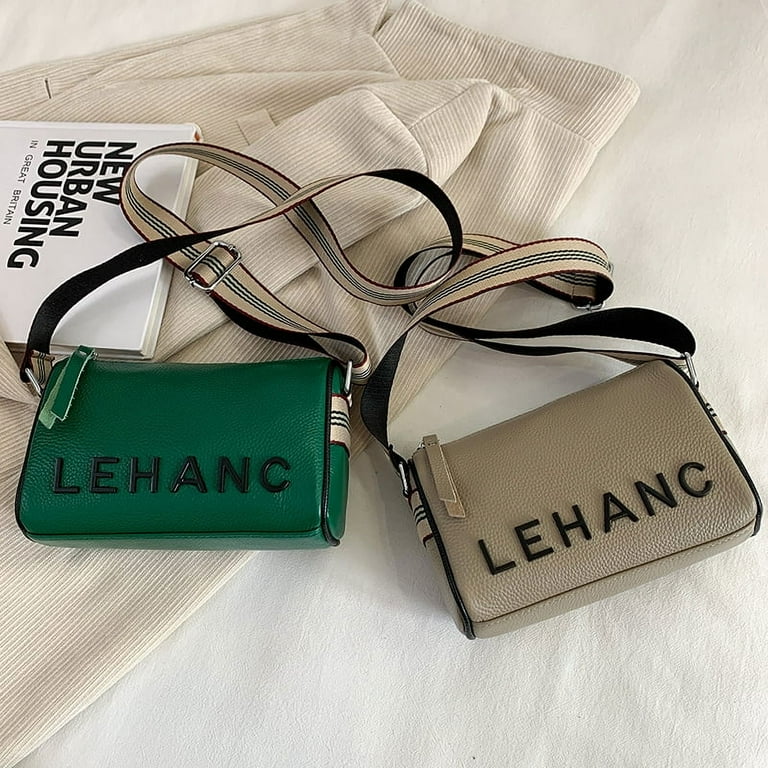 NEW
URBAN
HOUSING
IN GREAT BRITAIN
LEHANC
LEHANC